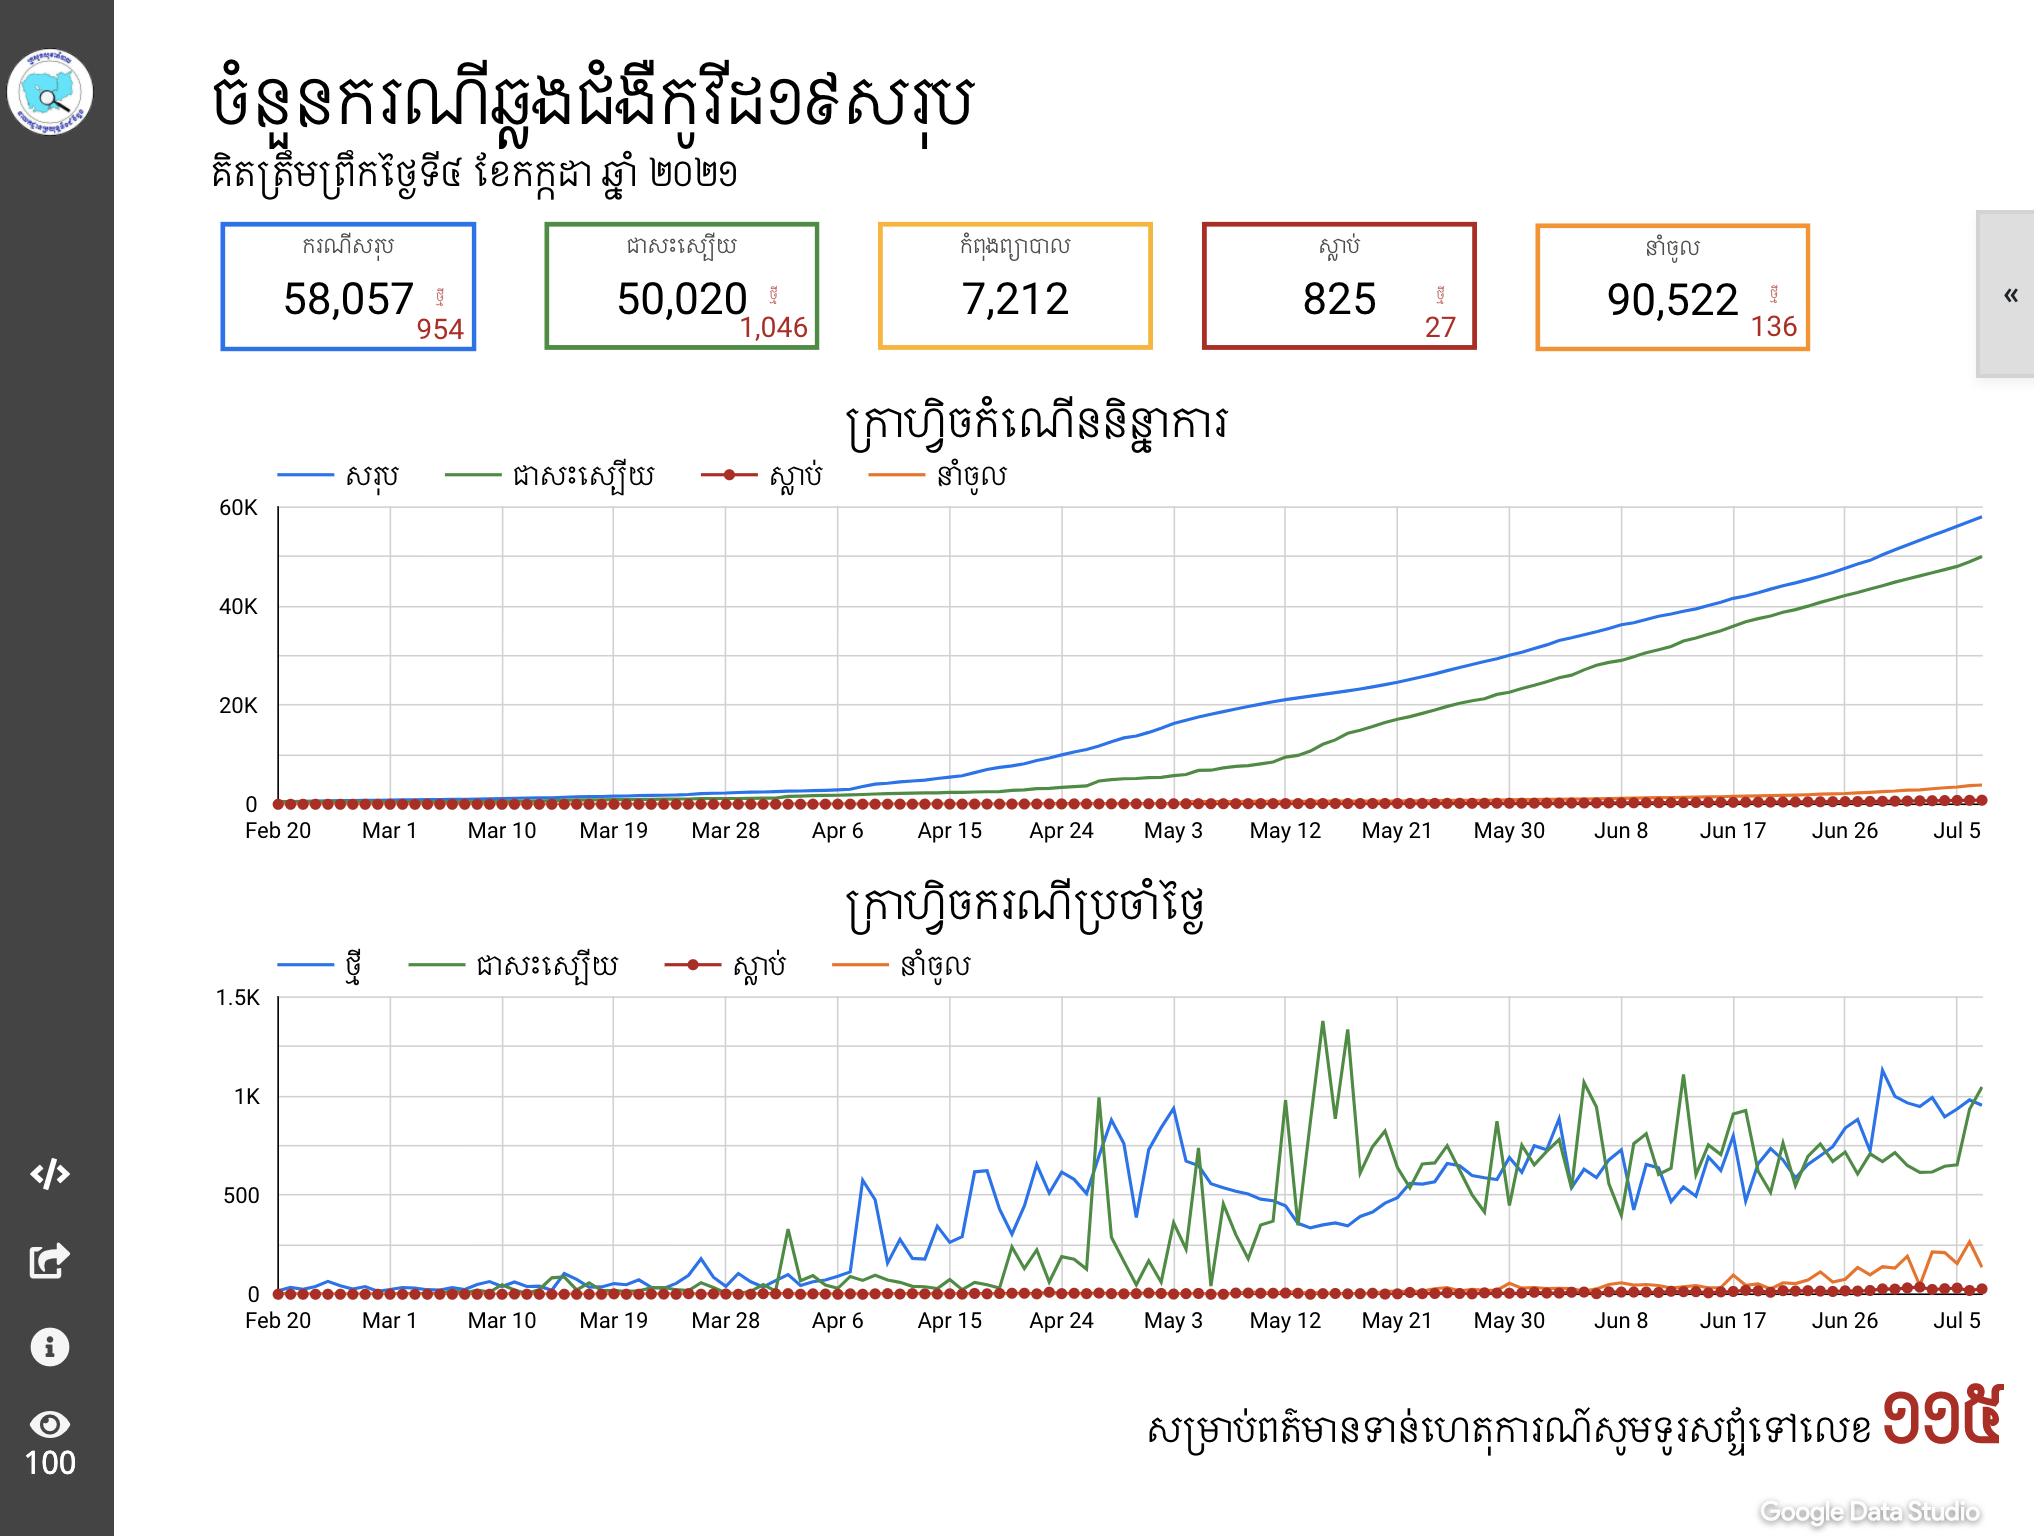 ចំនួនករណីឆ្លងជំងឺកូវីដ១៩សរុប
គិតត្រឹមព្រឹកថ្ងៃទី៤ ខែកក្កដា ឆ្នាំ ២០២១
ករណីសរុប
58,057
ថ្មី
954
ជាសះស្បើយ
50,020
ថ្មី
1,046
កំពុងព្យាបាល
7,212
ស្លាប់
825
ថ្មី
27
នាំចូល
90,522
ថ្មី
136
«
ក្រាហ្វិចកំណើននិន្នាការ
សរុប ជាសះស្បើយ ស្លាប់ នាំចូល
60K
40K
20K
0
Feb 20 Mar 1 Mar 10 Mar 19 Mar 28 Apr 6 Apr 15 Apr 24 May 3 May 12 May 21 May 30 Jun 8 Jun 17 Jun 26 Jul 5
ក្រាហ្វិចករណីប្រចាំថ្ងៃ
ថ្មី ជាសះស្បើយ ស្លាប់ នាំចូល
1.5K
1K
500
0
Feb 20 Mar 1 Mar 10 Mar 19 Mar 28 Apr 6 Apr 15 Apr 24 May 3 May 12 May 21 May 30 Jun 8 Jun 17 Jun 26 Jul 5
សម្រាប់ពត៌មានទាន់ហេតុការណ៍សូមទូរសព្ទ័ទៅលេខ ១១៥
100
Google Data Studio